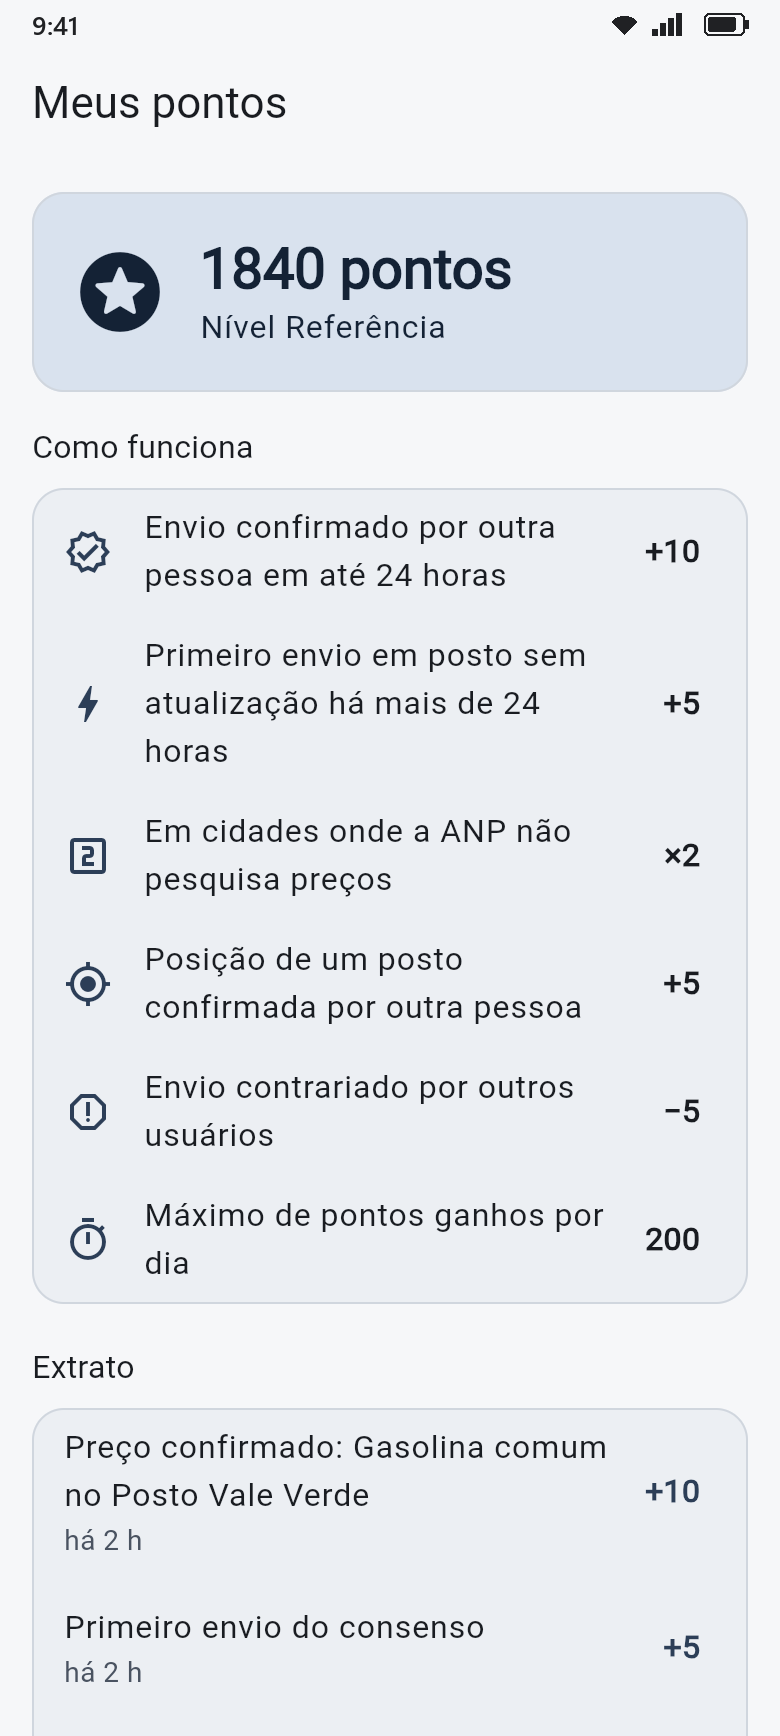 9:41
Meus pontos
1840 pontos
Nível Referência
Como funciona
Envio confirmado por outra
pessoa em até 24 horas
+10
Primeiro envio em posto sem
atualização há mais de 24
horas
+5
2
Em cidades onde a ANP não
pesquisa preços
×2
Posição de um posto
confirmada por outra pessoa
+5
Envio contrariado por outros
usuários
−5
Máximo de pontos ganhos por
dia
200
Extrato
Preço confirmado: Gasolina comum
no Posto Vale Verde
há 2 h
+10
Primeiro envio do consenso
há 2 h
+5